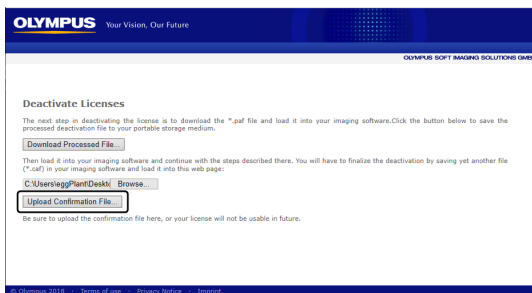 OLYMPUS Your Vision, Our Future
OLYMPUS SOFT IMAGING SOLUTIONS GMB
Deactivate Licenses
The next step in deactivating the license is to download the *.paf file and load it into your imaging software.Click the button below to save the
processed deactivation file to your portable storage medium.
Download Processed File...
Then load it into your imaging software and continue with the steps described there. You will have to finalize the deactivation by saving yet another file
(*.caf) in your imaging software and load it into this web page:
C:\Users\eggPlant\Deskt Browse...
Upload Confirmation File...
Be sure to upload the confirmation file here, or your license will not be usable in future.
© Olympus 2018 - Terms of use - Privacy Notice - Imprint